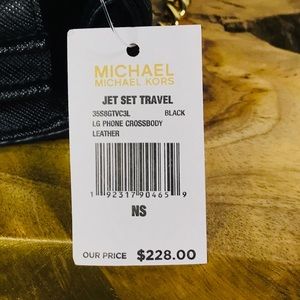 MICHAEL
MICHAEL KORS
JET SET TRAVEL
35S8GTVC3L BLACK
LG PHONE CROSSBODY
LEATHER
1 92317 90465 9
NS
OUR PRICE $228.00